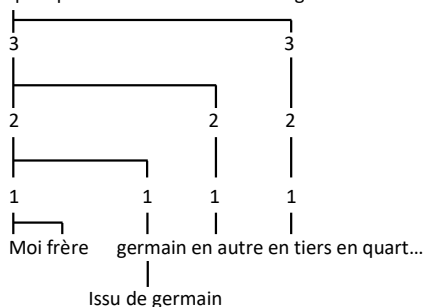 3 3
2 2 2
1 1 1 1
Moi frère germain en autre en tiers en quart…
Issu de germain